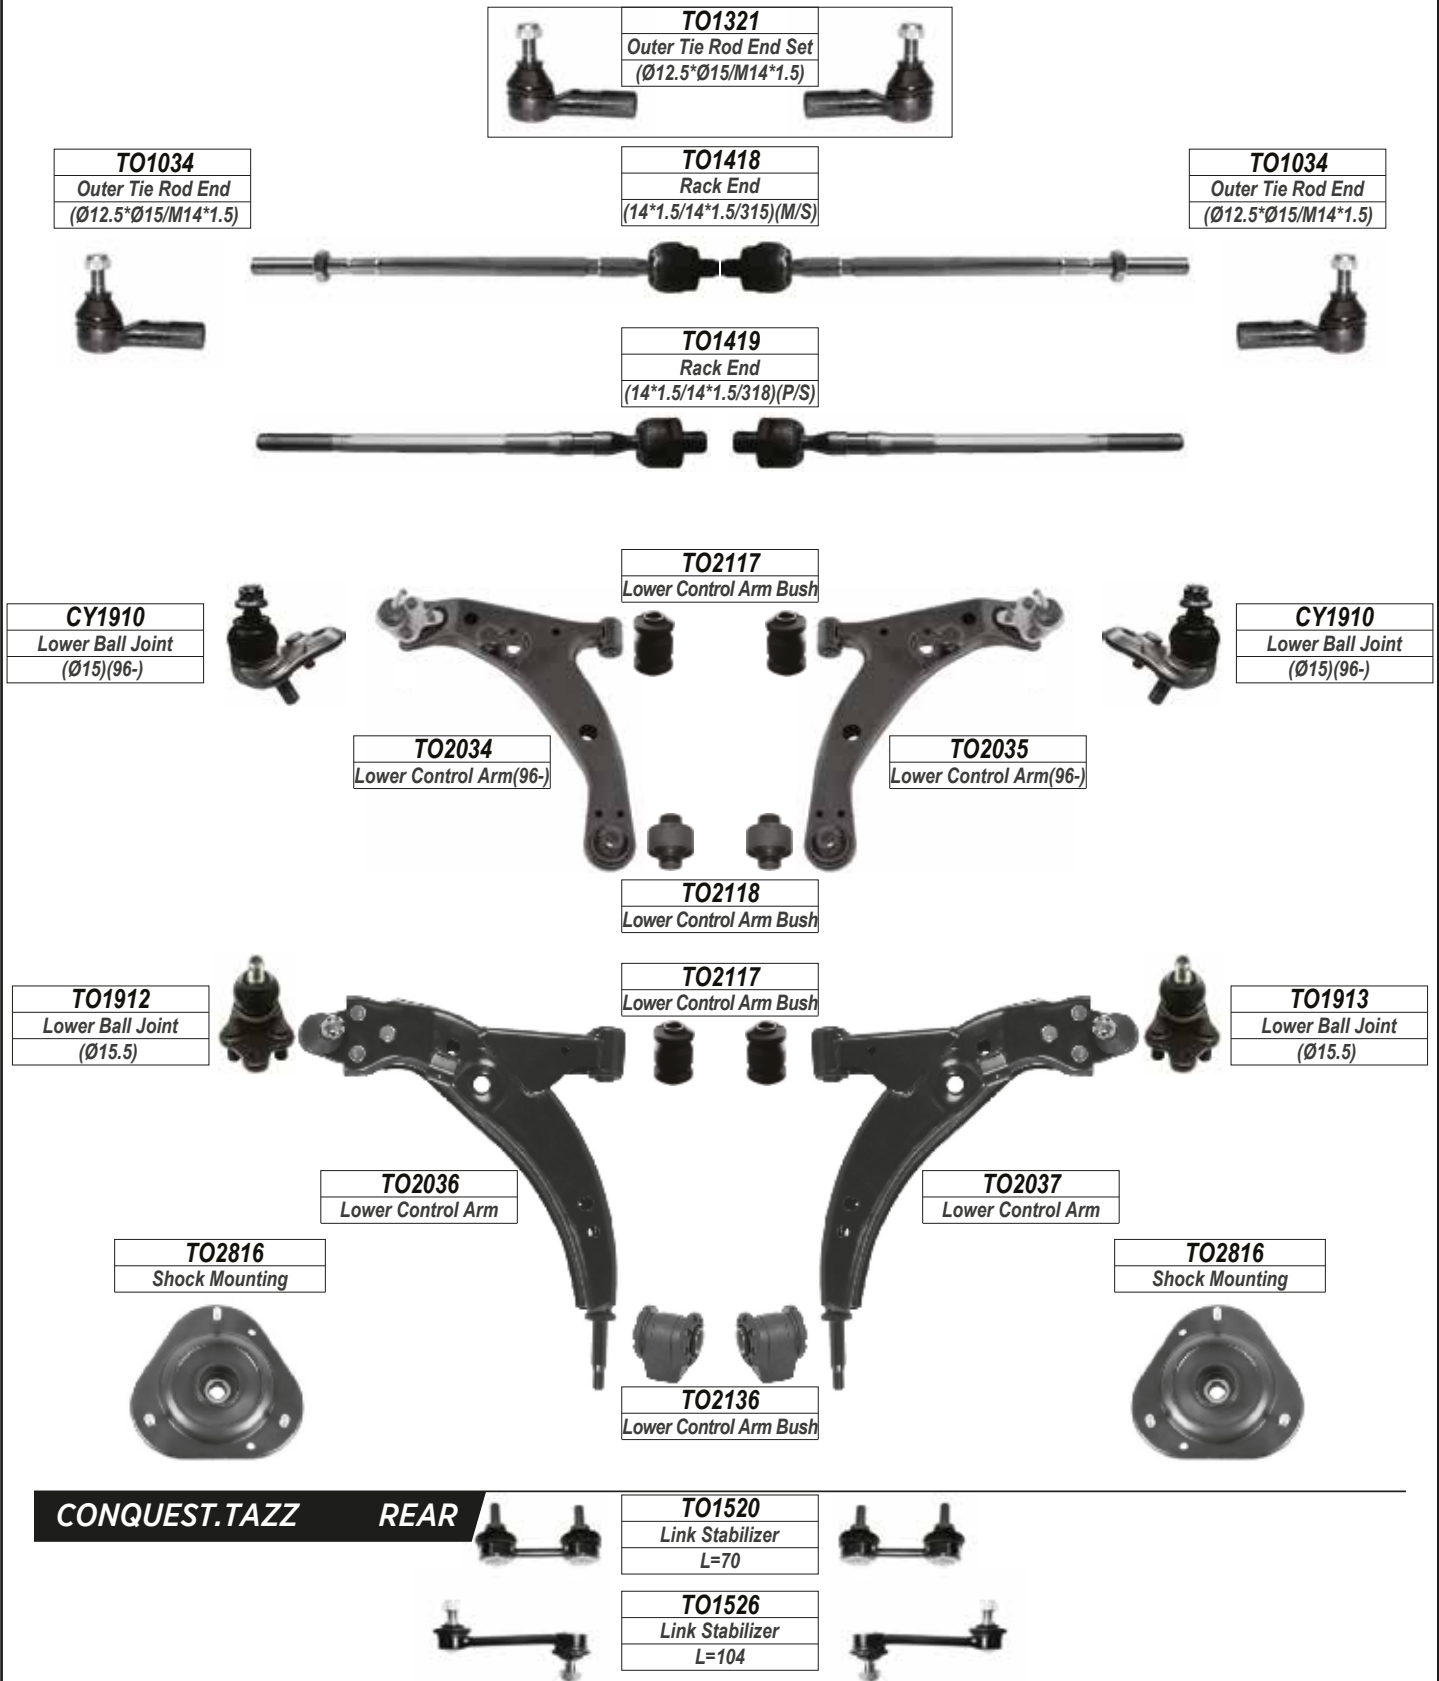 TO1321
Outer Tie Rod End Set
(Ø12.5*Ø15/M14*1.5)
TO1034
Outer Tie Rod End
(Ø12.5*Ø15/M14*1.5)
TO1418
Rack End
(14*1.5/14*1.5/315)(M/S)
TO1034
Outer Tie Rod End
(Ø12.5*Ø15/M14*1.5)
TO1419
Rack End
(14*1.5/14*1.5/318)(P/S)
TO2117
Lower Control Arm Bush
CY1910
Lower Ball Joint
(Ø15)(96-)
CY1910
Lower Ball Joint
(Ø15)(96-)
TO2034
Lower Control Arm(96-)
TO2035
Lower Control Arm(96-)
TO2118
Lower Control Arm Bush
TO2117
Lower Control Arm Bush
TO1912
Lower Ball Joint
(Ø15.5)
TO1913
Lower Ball Joint
(Ø15.5)
TO2036
Lower Control Arm
TO2037
Lower Control Arm
TO2816
Shock Mounting
TO2816
Shock Mounting
TO2136
Lower Control Arm Bush
CONQUEST.TAZZ REAR
TO1520
Link Stabilizer
L=70
TO1526
Link Stabilizer
L=104